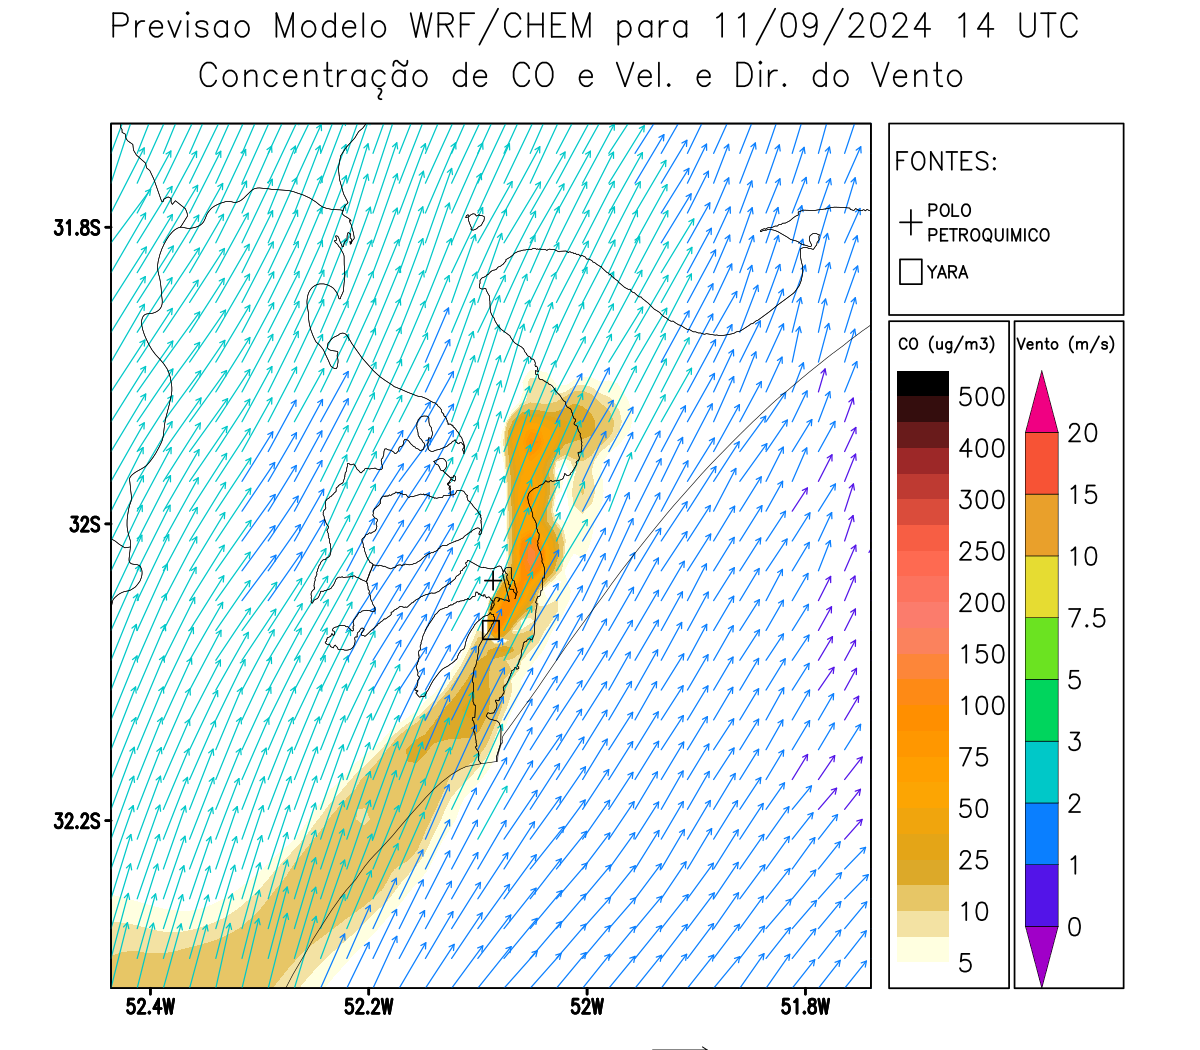 Previsao Modelo WRF/CHEM para 11/09/2024 14 UTC
Concentração de CO e Vel. e Dir. do Vento
FONTES:
POLO
PETROQUIMICO
YARA
CO (ug/m3)
500
400
300
250
200
150
100
75
50
25
10
5
Vento (m/s)
20
15
10
7.5
5
3
2
1
0
31.8S
32S
32.2S
52.4W
52.2W
52W
51.8W